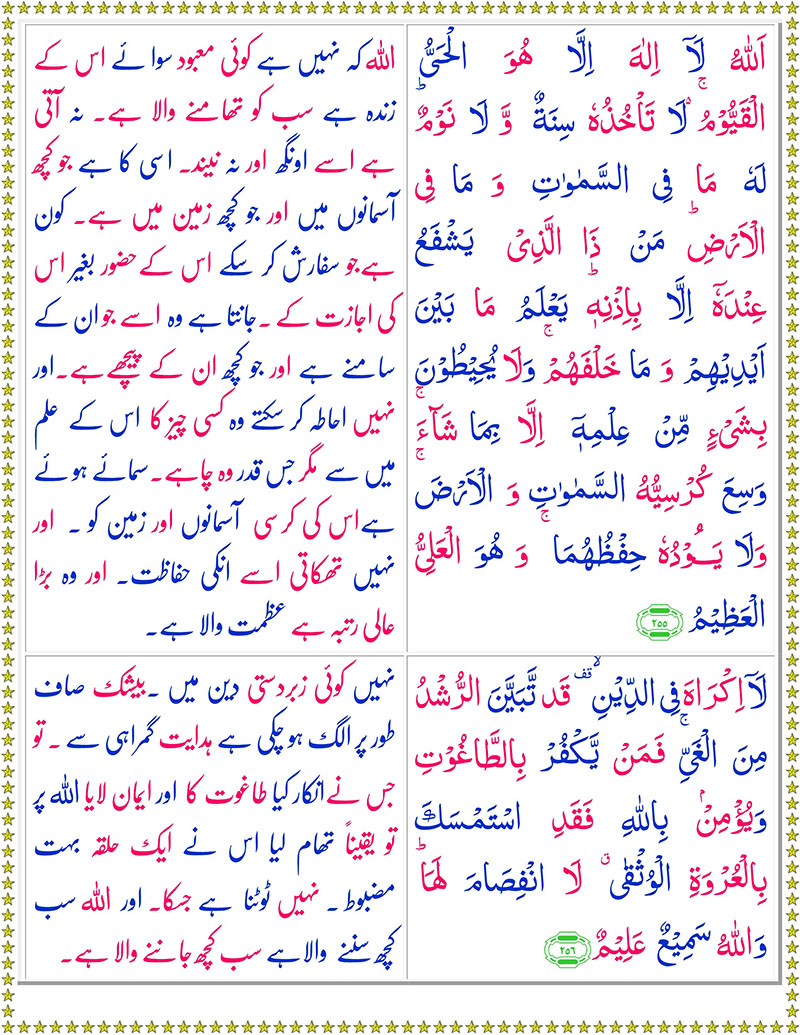 اَللّٰهُ لَاۤ اِلٰهَ اِلَّا هُوَ الْحَیُّ
الْقَیُّوْمُ ۬ۚ لَا تَاْخُذُهٗ سِنَةٌ وَّ لَا نَوْمٌ ؕ
لَهٗ مَا فِی السَّمٰوٰتِ وَ مَا فِی
الْاَرْضِ ؕ مَنْ ذَا الَّذِیْ یَشْفَعُ
عِنْدَهٗۤ اِلَّا بِاِذْنِهٖ ؕ یَعْلَمُ مَا بَیْنَ
اَیْدِیْهِمْ وَ مَا خَلْفَهُمْ ۚ وَلَا یُحِیْطُوْنَ
بِشَیْءٍ مِّنْ عِلْمِهٖۤ اِلَّا بِمَا شَآءَ ۚ
وَسِعَ كُرْسِیُّهُ السَّمٰوٰتِ وَ الْاَرْضَ ۚ
وَلَا یَـُٔوْدُهٗ حِفْظُهُمَا ۚ وَ هُوَ الْعَلِیُّ
الْعَظِیْمُ ۲۵۵
اللہ کہ نہیں ہے کوئی معبود سوائے اس کے
زندہ ہے سب کو تھامنے والا ہے۔ نہ آتی
ہے اسے اونگھ اور نہ نیند۔ اسی کا ہے جو کچھ
آسمانوں میں اور جو کچھ زمین میں ہے۔ کون
ہے جو سفارش کر سکے اس کے حضور بغیر اس
کی اجازت کے ۔ جانتا ہے وہ اسے جو ان کے
سامنے ہے اور جو کچھ ان کے پیچھے ہے۔ اور
نہیں احاطہ کر سکتے وہ کسی چیز کا اس کے علم
میں سے مگر جس قدر وہ چاہے۔ سمائے ہوئے
ہے اس کی کرسی آسمانوں اور زمین کو ۔ اور
نہیں تھکاتی اسے انکی حفاظت۔ اور وہ بڑا
عالی رتبہ ہے عظمت والا ہے۔
لَاۤ اِكْرَاهَ فِی الدِّیْنِ ۙ۫ قَدْ تَّبَیَّنَ الرُّشْدُ
مِنَ الْغَیِّ ۚ فَمَنْ یَّكْفُرْ بِالطَّاغُوْتِ
وَیُؤْمِنْۢ بِاللّٰهِ فَقَدِ اسْتَمْسَكَ
بِالْعُرْوَةِ الْوُثْقٰی ۗ لَا انْفِصَامَ لَهَا ؕ
وَاللّٰهُ سَمِیْعٌ عَلِیْمٌ ۲۵۶
نہیں کوئی زبردستی دین میں ۔ بیشک صاف
طور پر الگ ہو چکی ہے ہدایت گمراہی سے ۔ تو
جس نے انکار کیا طاغوت کا اور ایمان لایا اللہ پر
تو یقیناً تھام لیا اس نے ایک حلقہ بہت
مضبوط ۔ نہیں ٹوٹنا ہے جسکا۔ اور اللہ سب
کچھ سننے والا ہے سب کچھ جاننے والا ہے۔